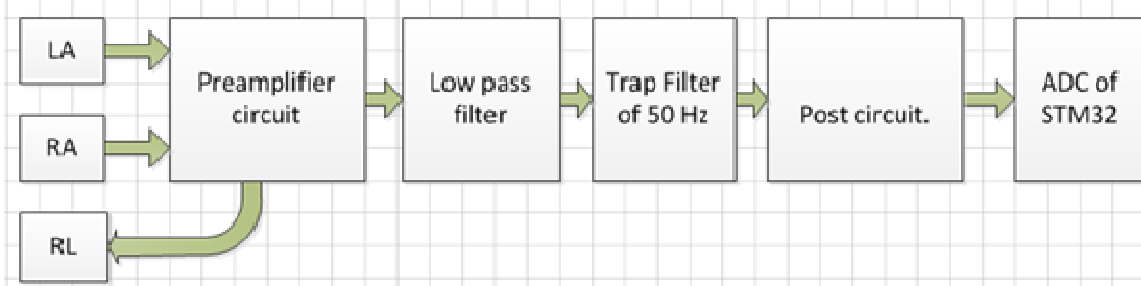 LA
RA
RL
Preamplifier
circuit
Low pass
filter
Trap Filter
of 50 Hz
Post circuit.
ADC of
STM32